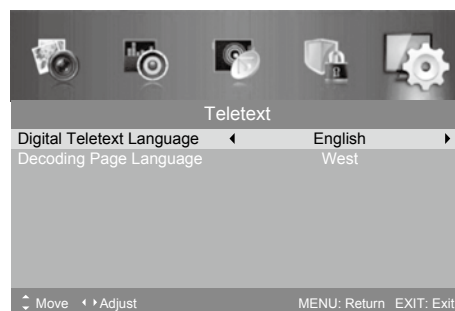 Teletext
Digital Teletext Language English
Decoding Page Language West
Move Adjust MENU: Return EXIT: Exit